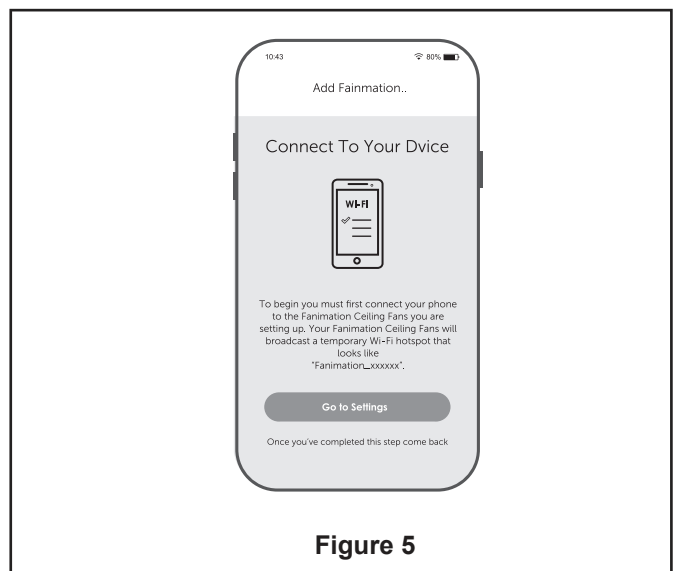 10:43
80%
Add Fainmation..
Connect To Your Dvice
WI-FI
To begin you must first connect your phone
to the Fanimation Ceiling Fans you are
setting up. Your Fanimation Ceiling Fans will
broadcast a temporary Wi-Fi hotspot that
looks like
"Fanimation_xxxxxx".
Go to Settings
Once you've completed this step come back
Figure 5